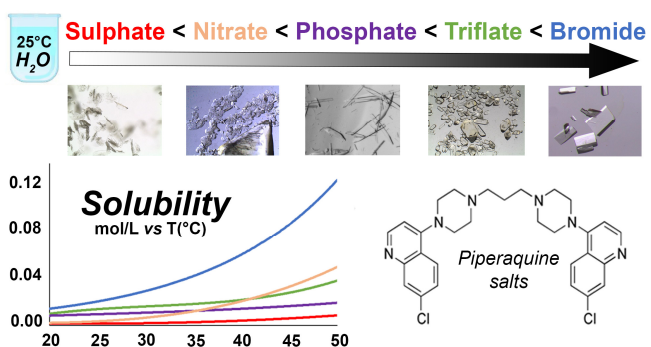 25°C
H2O
Sulphate < Nitrate < Phosphate < Triflate < Bromide
Solubility
mol/L vs T(°C)
0.12
0.08
0.04
0.00
20 25 30 35 40 45 50
N
N
N
N
N
N
Cl
Cl
Piperaquine
salts